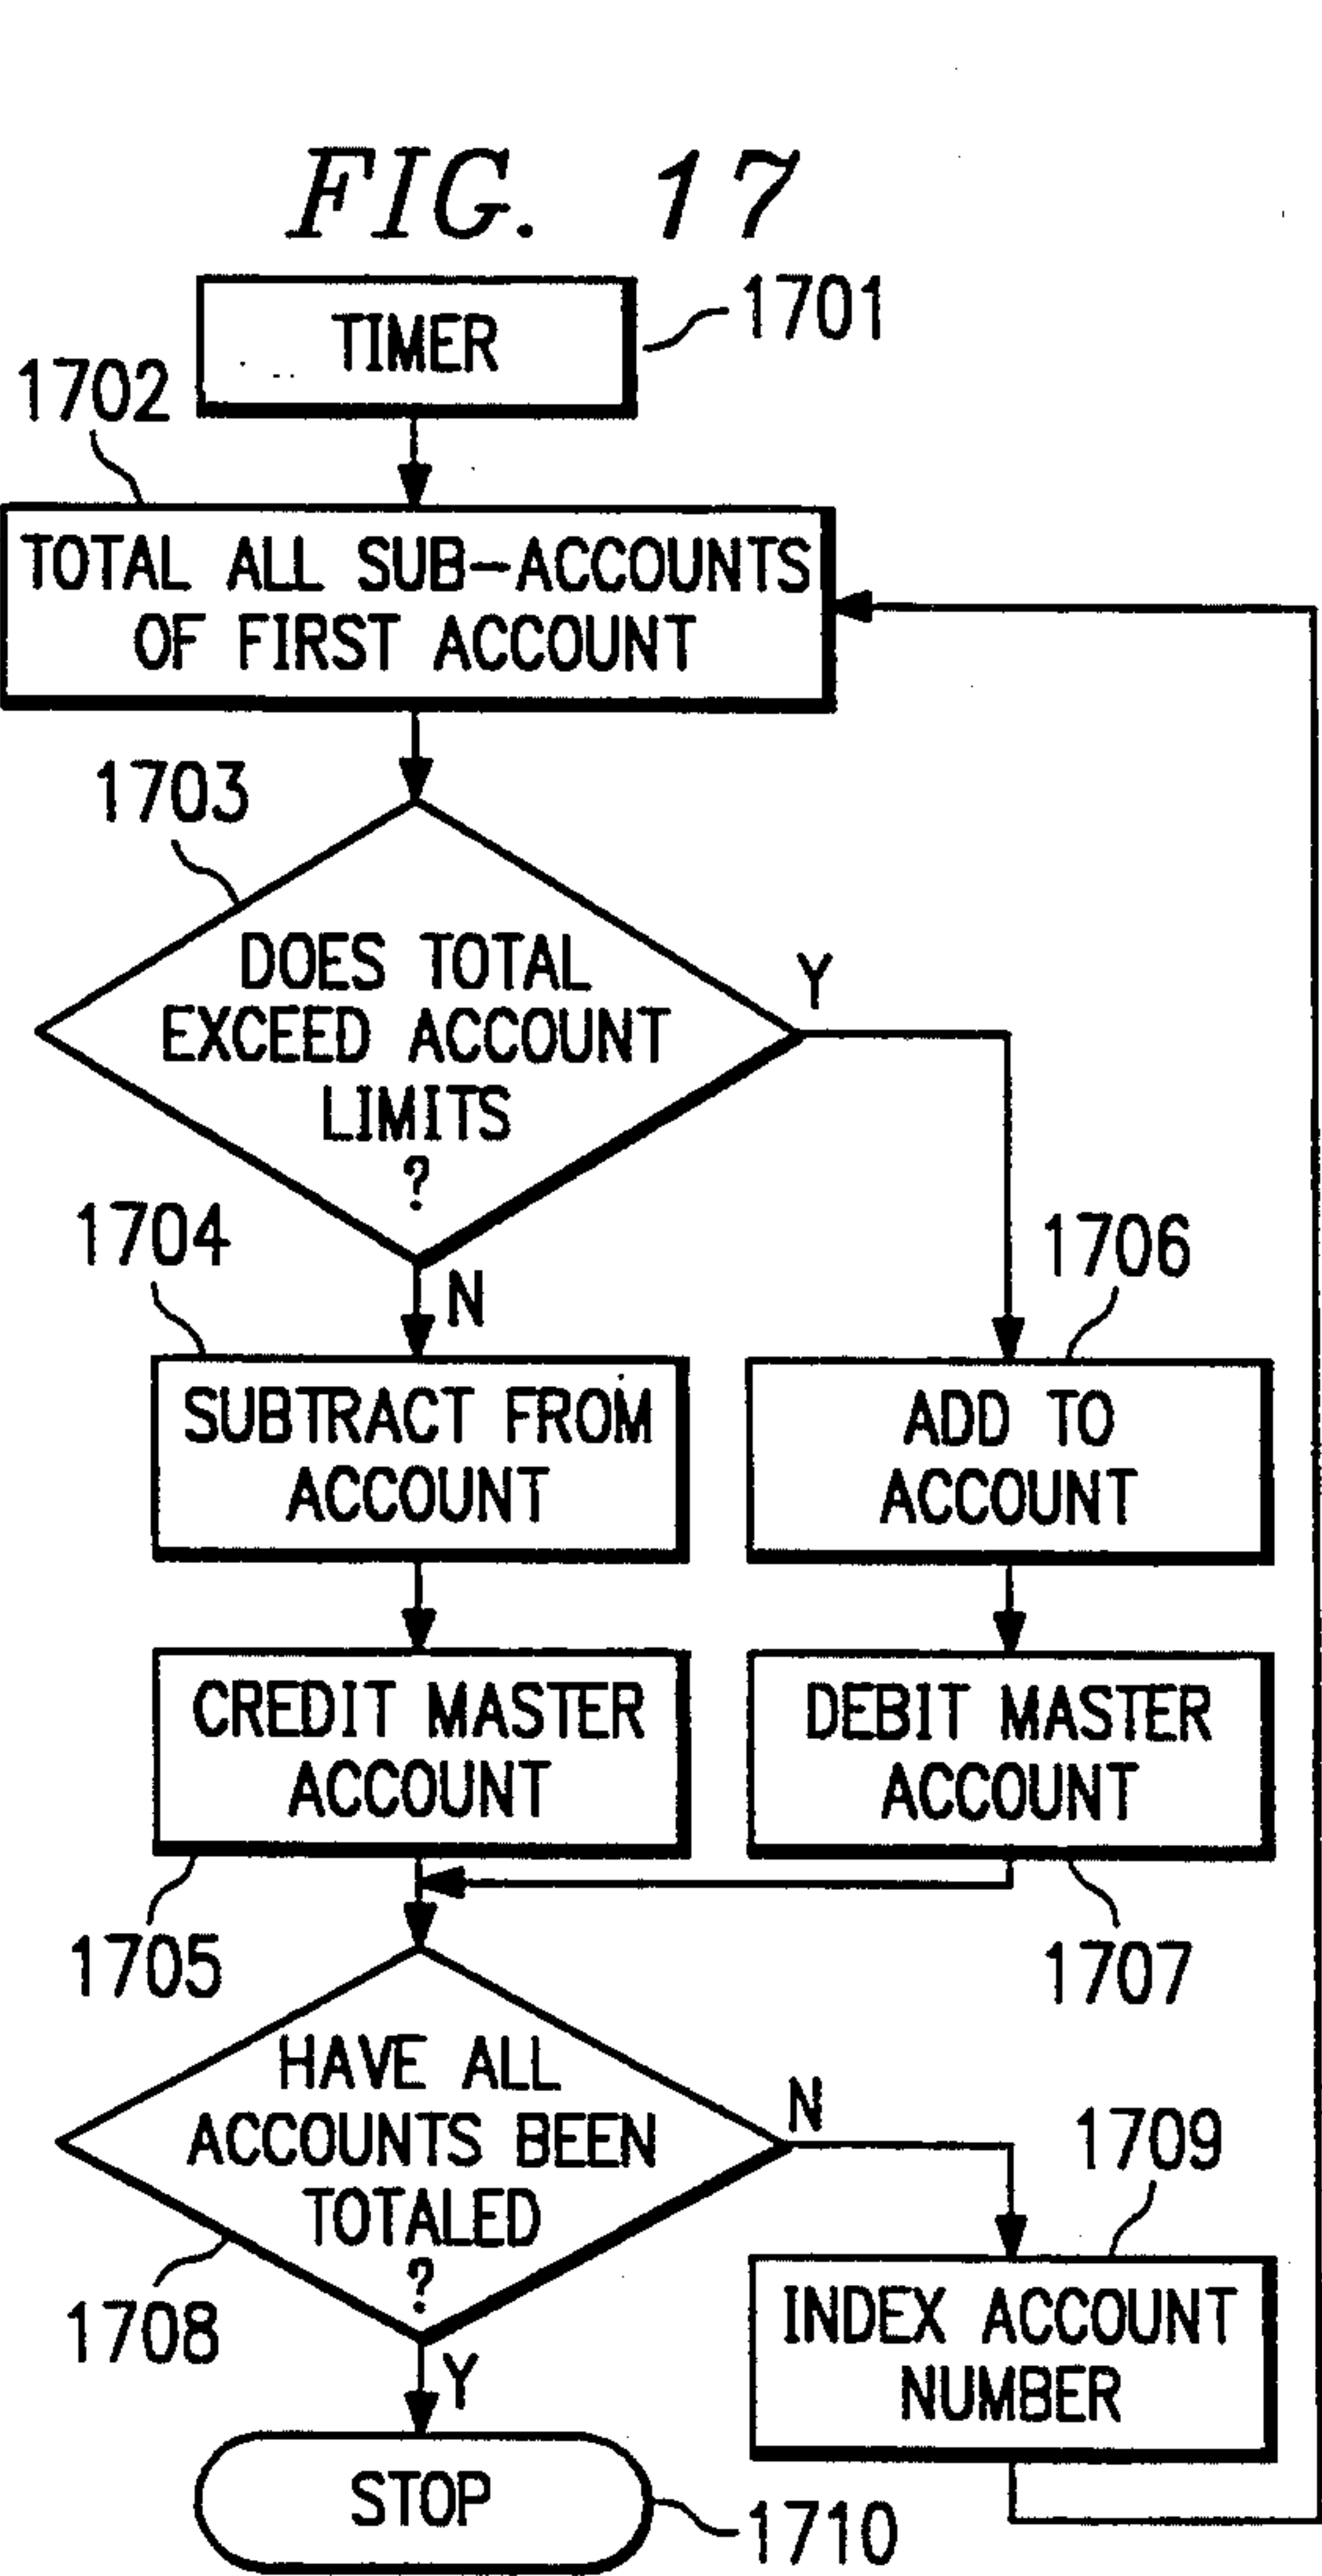 FIG. 17
TIMER
1701
1702
TOTAL ALL SUB-ACCOUNTS
OF FIRST ACCOUNT
1703
DOES TOTAL
EXCEED ACCOUNT
LIMITS
?
Y
N
1704
SUBTRACT FROM
ACCOUNT
1706
ADD TO
ACCOUNT
CREDIT MASTER
ACCOUNT
1705
DEBIT MASTER
ACCOUNT
1707
HAVE ALL
ACCOUNTS BEEN
TOTALED
?
1708
N
1709
INDEX ACCOUNT
NUMBER
Y
STOP
1710